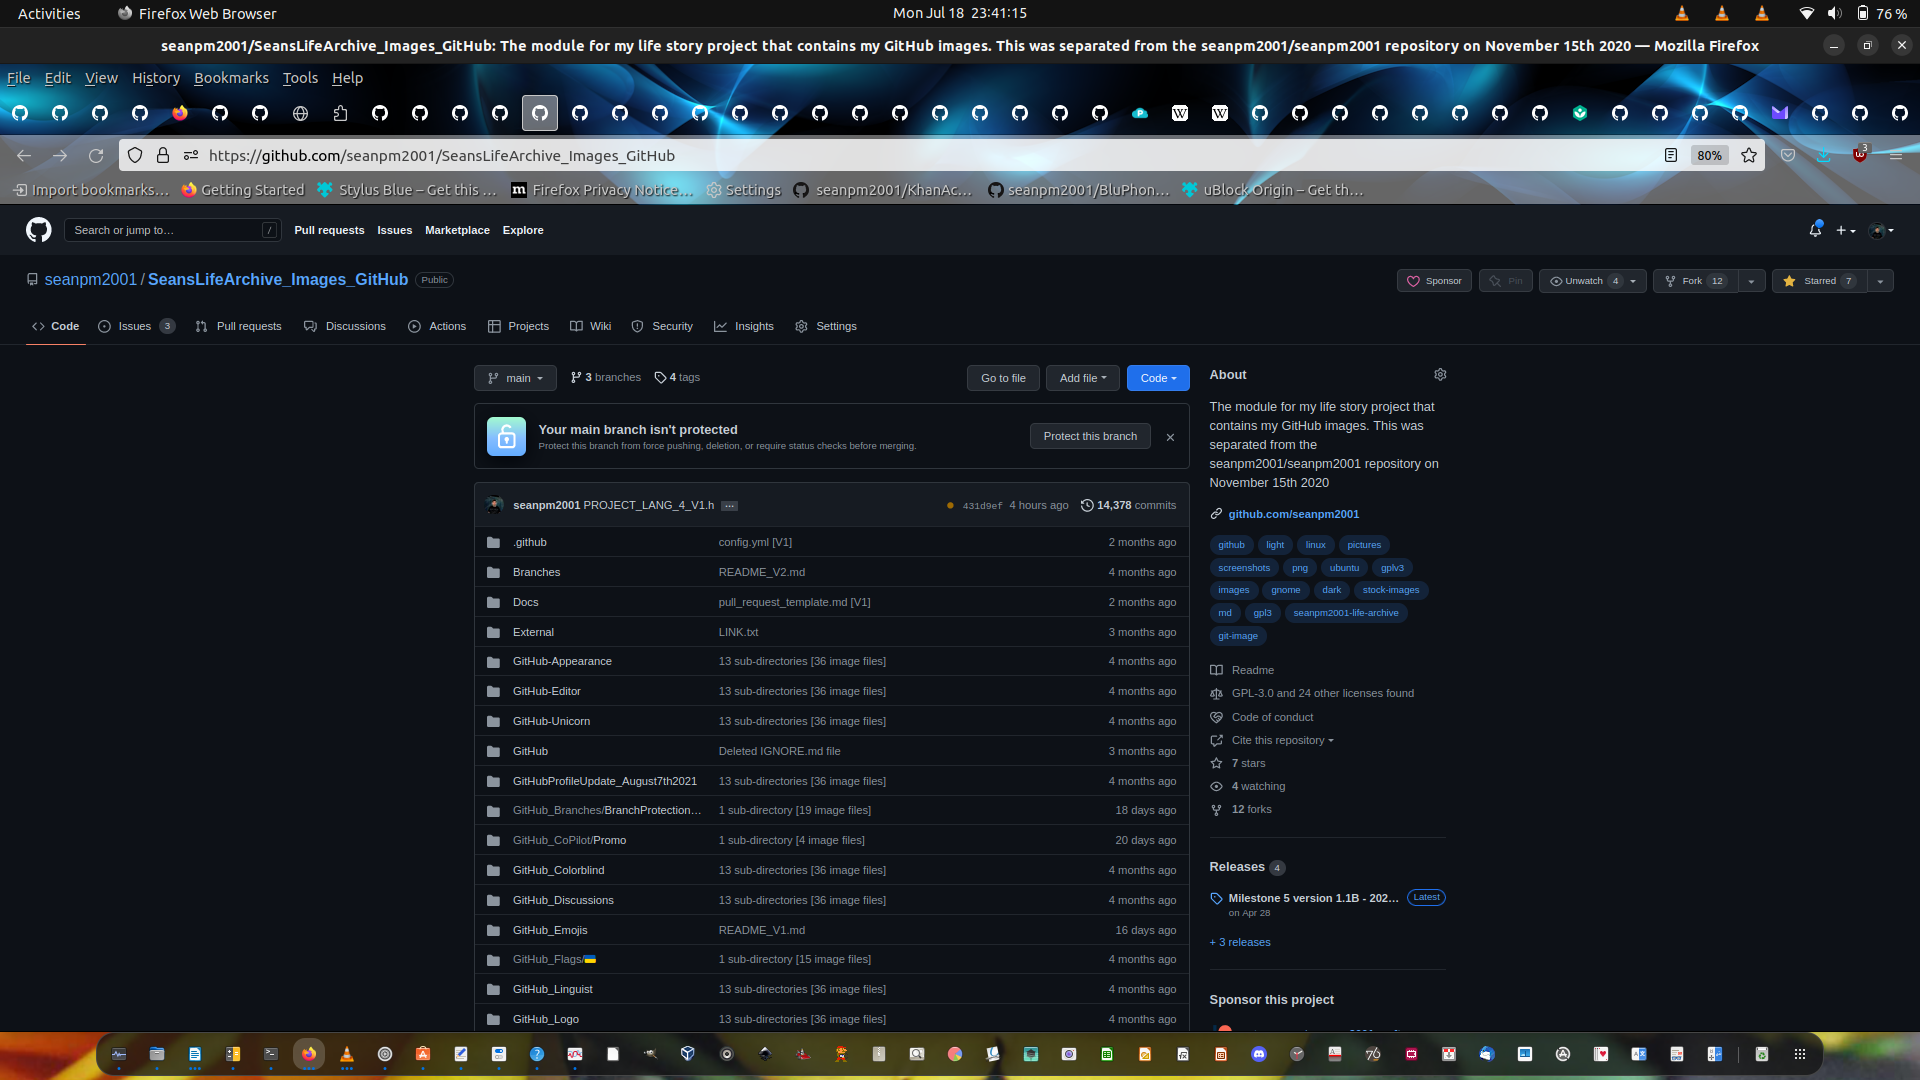 Activities Firefox Web Browser Mon Jul 18 23:41:15 76 %
seanpm2001/SeansLifeArchive_Images_GitHub: The module for my life story project that contains my GitHub images. This was separated from the seanpm2001/seanpm2001 repository on November 15th 2020 — Mozilla Firefox
File Edit View History Bookmarks Tools Help
https://github.com/seanpm2001/SeansLifeArchive_Images_GitHub 80% 3
Import bookmarks… Getting Started Stylus Blue – Get this … Firefox Privacy Notice… Settings seanpm2001/KhanAc… seanpm2001/BluPhon… uBlock Origin – Get th…
Search or jump to… / Pull requests Issues Marketplace Explore
seanpm2001 / SeansLifeArchive_Images_GitHub Public Sponsor Pin Unwatch 4 Fork 12 Starred 7
Code Issues 3 Pull requests Discussions Actions Projects Wiki Security Insights Settings
main 3 branches 4 tags Go to file Add file Code
Your main branch isn't protected
Protect this branch from force pushing, deletion, or require status checks before merging.
Protect this branch
seanpm2001 PROJECT_LANG_4_V1.h … 431d9ef 4 hours ago 14,378 commits
.github config.yml [V1] 2 months ago
Branches README_V2.md 4 months ago
Docs pull_request_template.md [V1] 2 months ago
External LINK.txt 3 months ago
GitHub-Appearance 13 sub-directories [36 image files] 4 months ago
GitHub-Editor 13 sub-directories [36 image files] 4 months ago
GitHub-Unicorn 13 sub-directories [36 image files] 4 months ago
GitHub Deleted IGNORE.md file 3 months ago
GitHubProfileUpdate_August7th2021 13 sub-directories [36 image files] 4 months ago
GitHub_Branches/BranchProtection… 1 sub-directory [19 image files] 18 days ago
GitHub_CoPilot/Promo 1 sub-directory [4 image files] 20 days ago
GitHub_Colorblind 13 sub-directories [36 image files] 4 months ago
GitHub_Discussions 13 sub-directories [36 image files] 4 months ago
GitHub_Emojis README_V1.md 16 days ago
GitHub_Flags/🇺🇦 1 sub-directory [15 image files] 4 months ago
GitHub_Linguist 13 sub-directories [36 image files] 4 months ago
GitHub_Logo 13 sub-directories [36 image files] 4 months ago
About
The module for my life story project that
contains my GitHub images. This was
separated from the
seanpm2001/seanpm2001 repository on
November 15th 2020
github.com/seanpm2001
github light linux pictures
screenshots png ubuntu gplv3
images gnome dark stock-images
md gpl3 seanpm2001-life-archive
git-image
Readme
GPL-3.0 and 24 other licenses found
Code of conduct
Cite this repository
7 stars
4 watching
12 forks
Releases 4
Milestone 5 version 1.1B - 202… Latest
on Apr 28
+ 3 releases
Sponsor this project